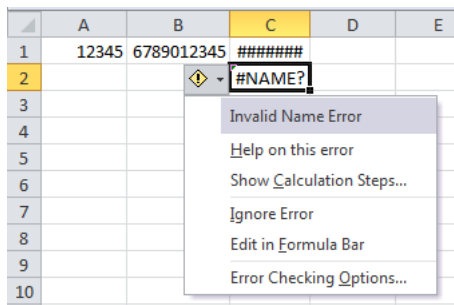 A B C D E
1 12345 6789012345 #######
2 #NAME?
3 Invalid Name Error
4 Help on this error
5
6 Show Calculation Steps...
7 Ignore Error
8 Edit in Formula Bar
9 Error Checking Options...
10